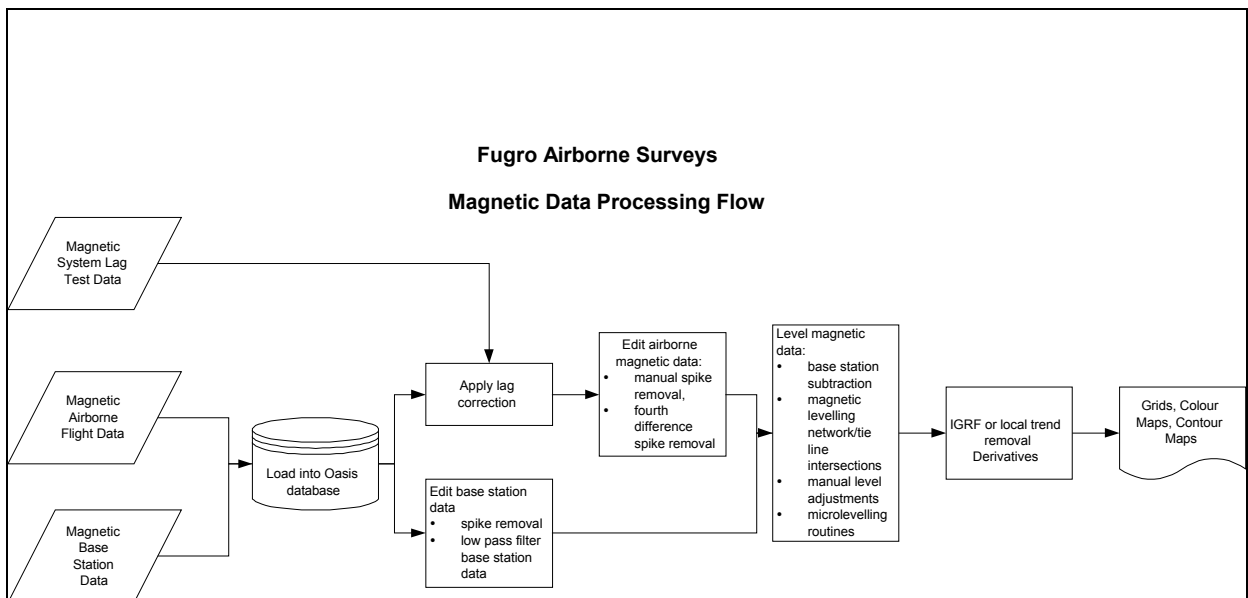 Fugro Airborne Surveys
Magnetic Data Processing Flow
Magnetic
System Lag
Test Data
Magnetic
Airborne
Flight Data
Magnetic
Base
Station
Data
Load into Oasis
database
Apply lag
correction
Edit base station
data
• spike removal
• low pass filter
base station
data
Edit airborne
magnetic data:
• manual spike
removal,
• fourth
difference
spike removal
Level magnetic
data:
• base station
subtraction
• magnetic
levelling
network/tie
line
intersections
• manual level
adjustments
• microlevelling
routines
IGRF or local trend
removal
Derivatives
Grids, Colour
Maps, Contour
Maps